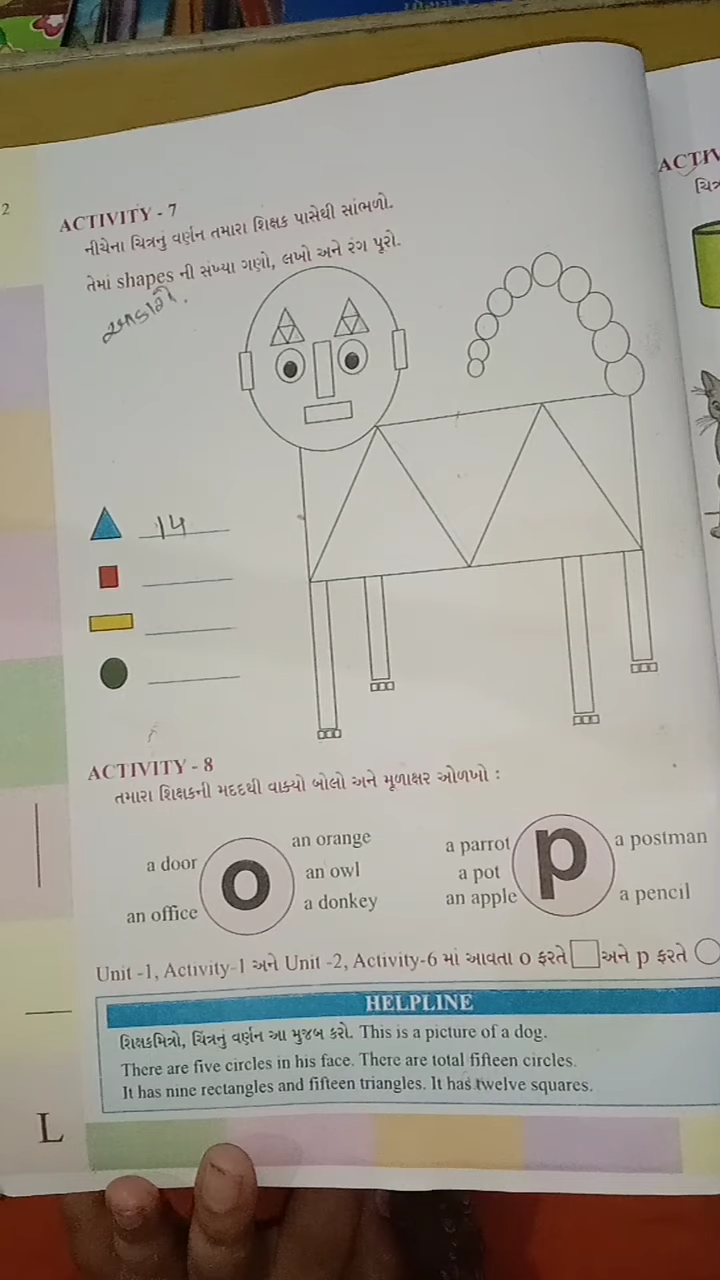 2
ACTIVITY - 7
ACTIV
નીચેના ચિત્રનું વર્ણન તમારા શિક્ષક પાસેથી સાંભળો.
તેમાં shapes ની સંખ્યા ગણો, લખો અને રંગ પૂરો.
૧૫
ACTIVITY - 8
તમારા શિક્ષકની મદદથી વાક્યો બોલો અને મૂળાક્ષર ઓળખો :
a door
an office
o
an orange
an owl
a donkey
a parrot
a pot
an apple
p
a postman
a pencil
Unit -1, Activity-1 અને Unit -2, Activity-6 માં આવતા o ફરતે અને p ફરતે
HELPLINE
શિક્ષકમિત્રો, ચિત્રનું વર્ણન આ મુજબ કરો. This is a picture of a dog.
There are five circles in his face. There are total fifteen circles.
It has nine rectangles and fifteen triangles. It has twelve squares.
L